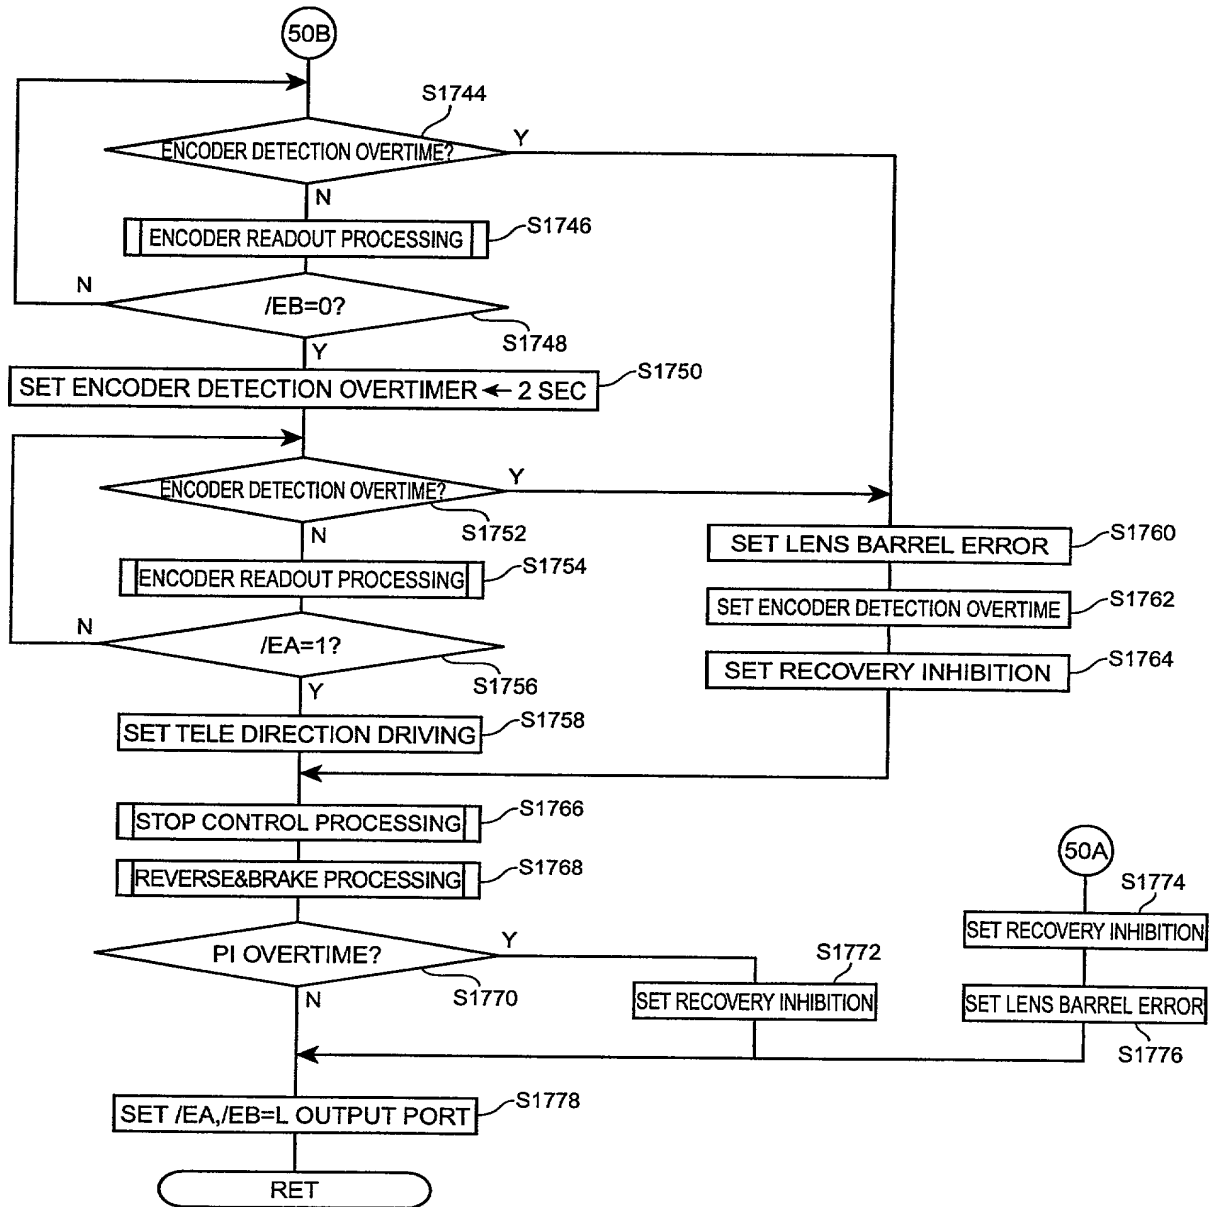 50B
S1744
ENCODER DETECTION OVERTIME?
Y
N
ENCODER READOUT PROCESSING
S1746
N
/EB=0?
S1748
Y
SET ENCODER DETECTION OVERTIMER ← 2 SEC
S1750
ENCODER DETECTION OVERTIME?
Y
S1752
N
ENCODER READOUT PROCESSING
S1754
N
/EA=1?
S1756
Y
SET TELE DIRECTION DRIVING
S1758
SET LENS BARREL ERROR
S1760
SET ENCODER DETECTION OVERTIME
S1762
SET RECOVERY INHIBITION
S1764
STOP CONTROL PROCESSING
S1766
REVERSE&BRAKE PROCESSING
S1768
PI OVERTIME?
Y
S1770
N
S1772
SET RECOVERY INHIBITION
50A
S1774
SET RECOVERY INHIBITION
SET LENS BARREL ERROR
S1776
SET /EA,/EB=L OUTPUT PORT
S1778
RET